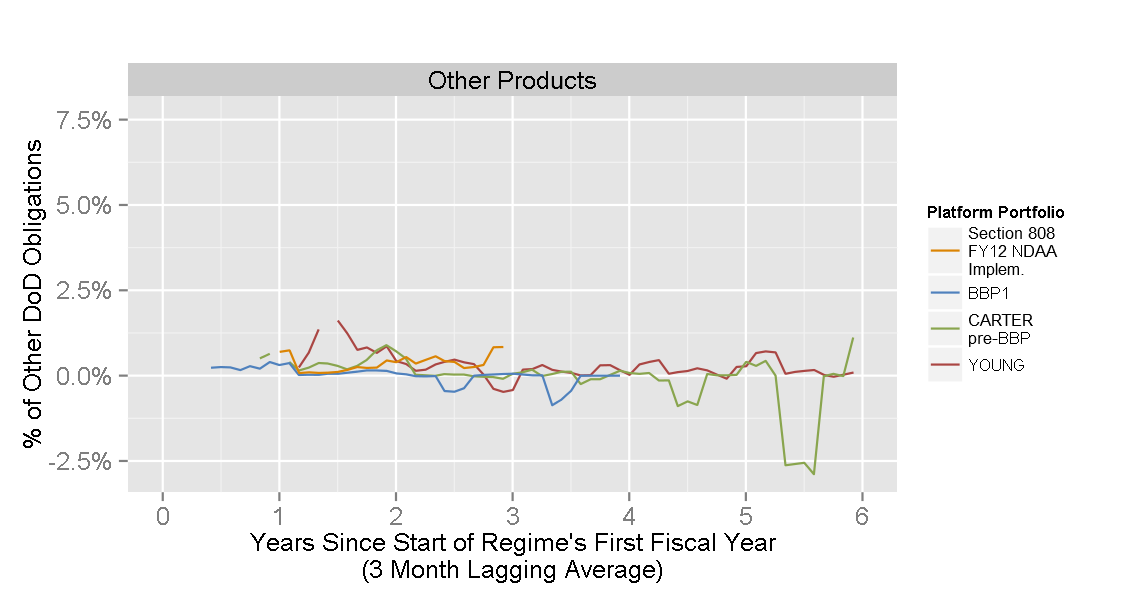 Other Products
7.5%
5.0%
2.5%
0.0%
-2.5%
% of Other DoD Obligations
0 1 2 3 4 5 6
Years Since Start of Regime's First Fiscal Year
(3 Month Lagging Average)
Platform Portfolio
Section 808
FY12 NDAA
Implem.
BBP1
CARTER
pre-BBP
YOUNG